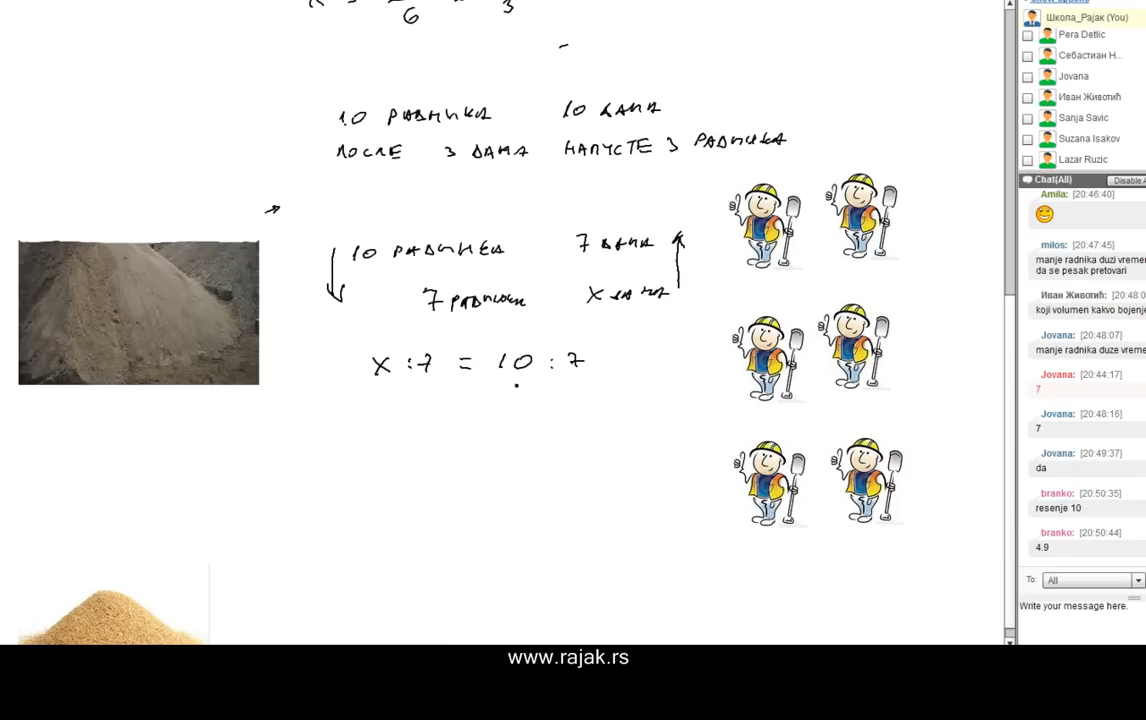 6 3
10 РАДНИКА 10 ДАНА
ПОСЛЕ 3 ДАНА НАПУСТЕ 3 РАДНИКА
10 РАДНИКА 7 ДАНА
7 РАДНИКА X ДАНА
X : 7 = 10 : 7
Школа_Рајак (You)
Pera Detlic
Себастиан Н...
Jovana
Иван Животић
Sanja Savic
Suzana Isakov
Lazar Ruzic
Chat(All)
Disable
Amila: [20:46:40]
milos: [20:47:45]
manje radnika duzi vreme
da se pesak pretovari
Иван Животић: [20:48:0
koji volumen kakvo bojenje
Jovana: [20:48:07]
manje radnika duze vreme
Jovana: [20:44:17]
7
Jovana: [20:48:16]
7
Jovana: [20:49:37]
da
branko: [20:50:35]
resenje 10
branko: [20:50:44]
4.9
To: All
Write your message here.
www.rajak.rs